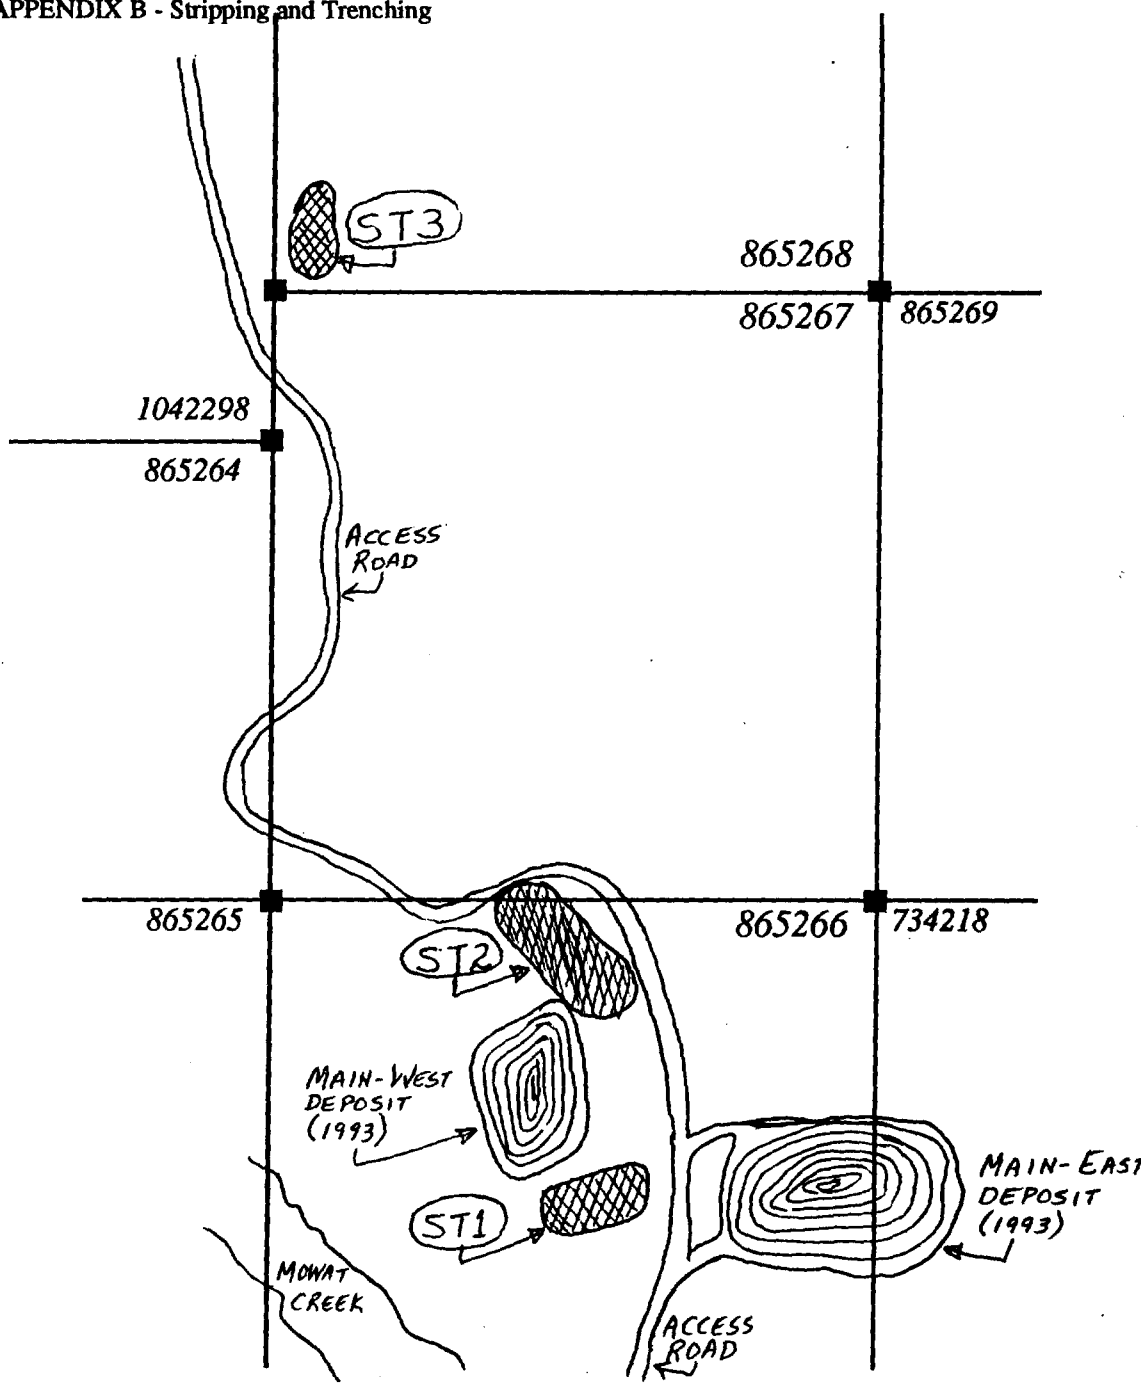 APPENDIX B - Stripping and Trenching
ST3
865268
865267
865269
1042298
865264
ACCESS
ROAD
865265
865266
734218
ST2
MAIN-WEST
DEPOSIT
(1993)
MAIN-EAST
DEPOSIT
(1993)
ST1
MOWAT
CREEK
ACCESS
ROAD